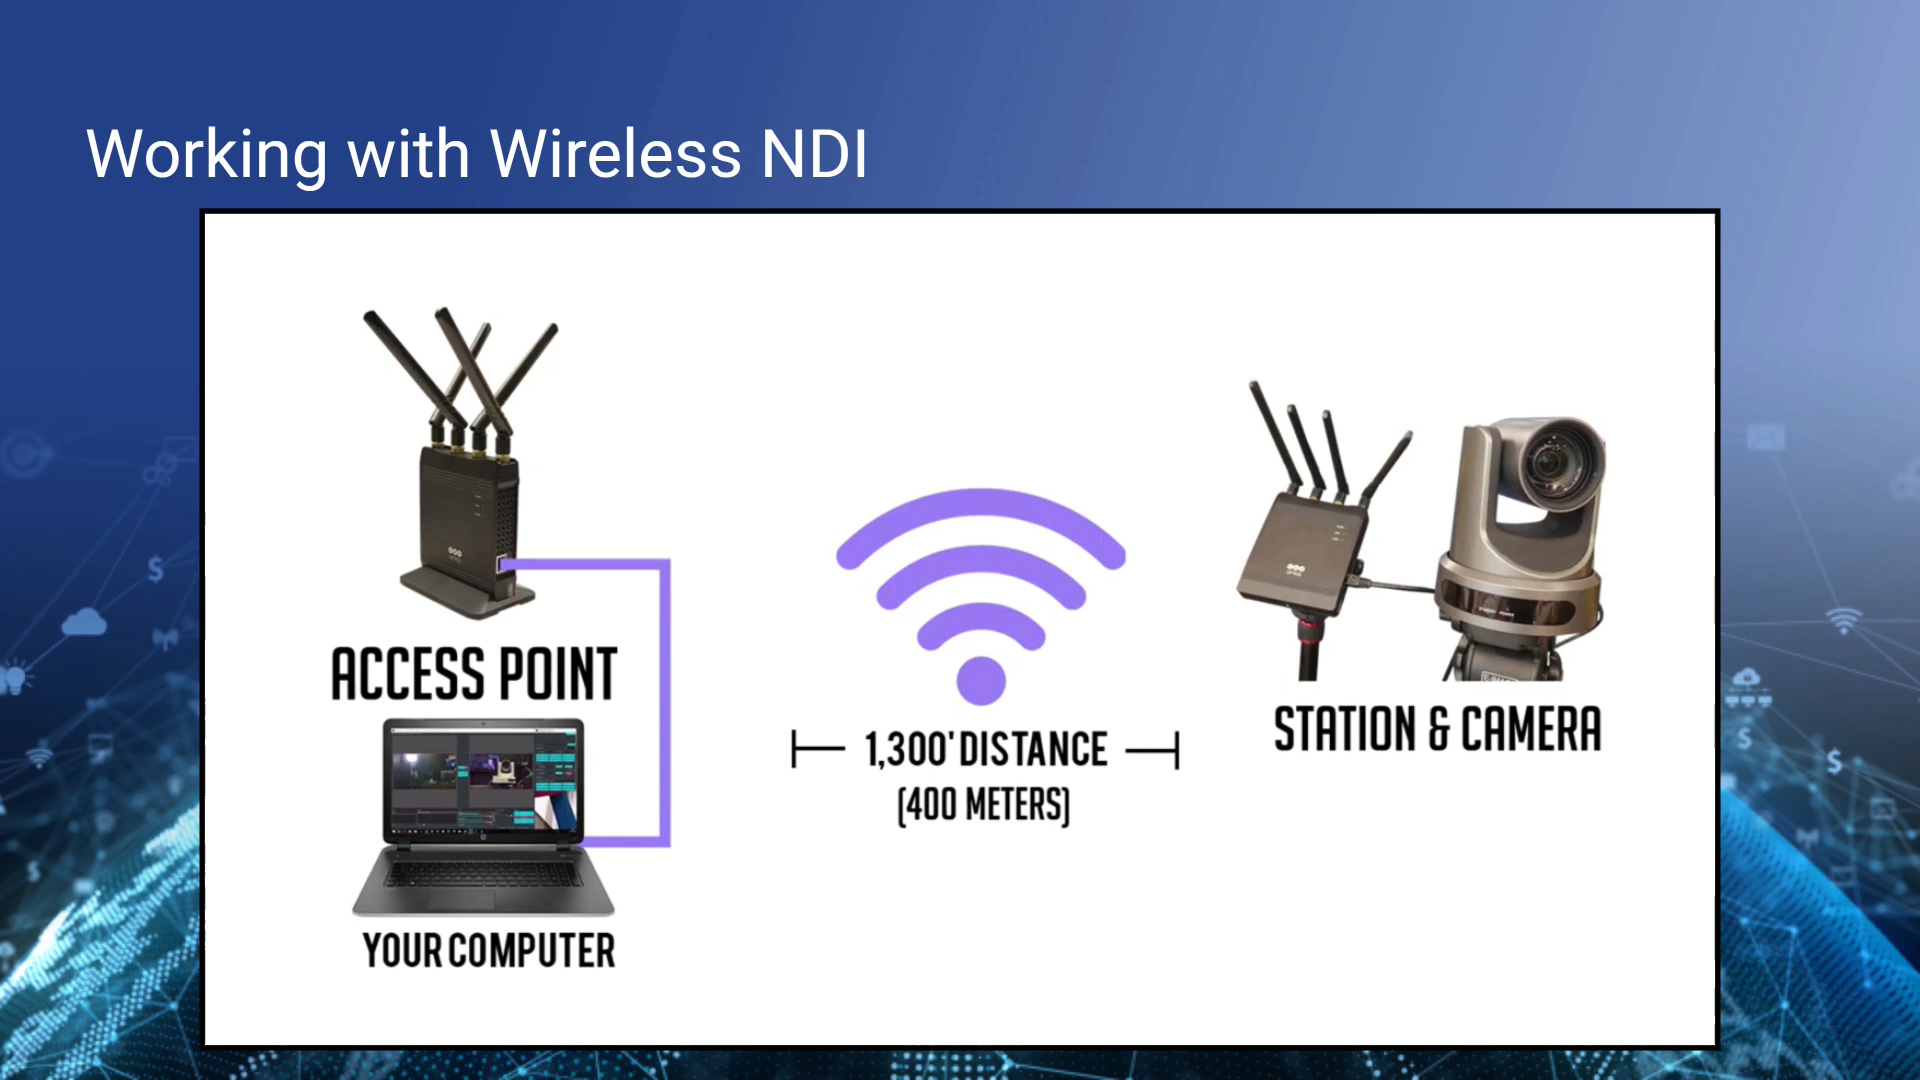 Working with Wireless NDI
ACCESS POINT
YOUR COMPUTER
1,300' DISTANCE
(400 METERS)
STATION & CAMERA